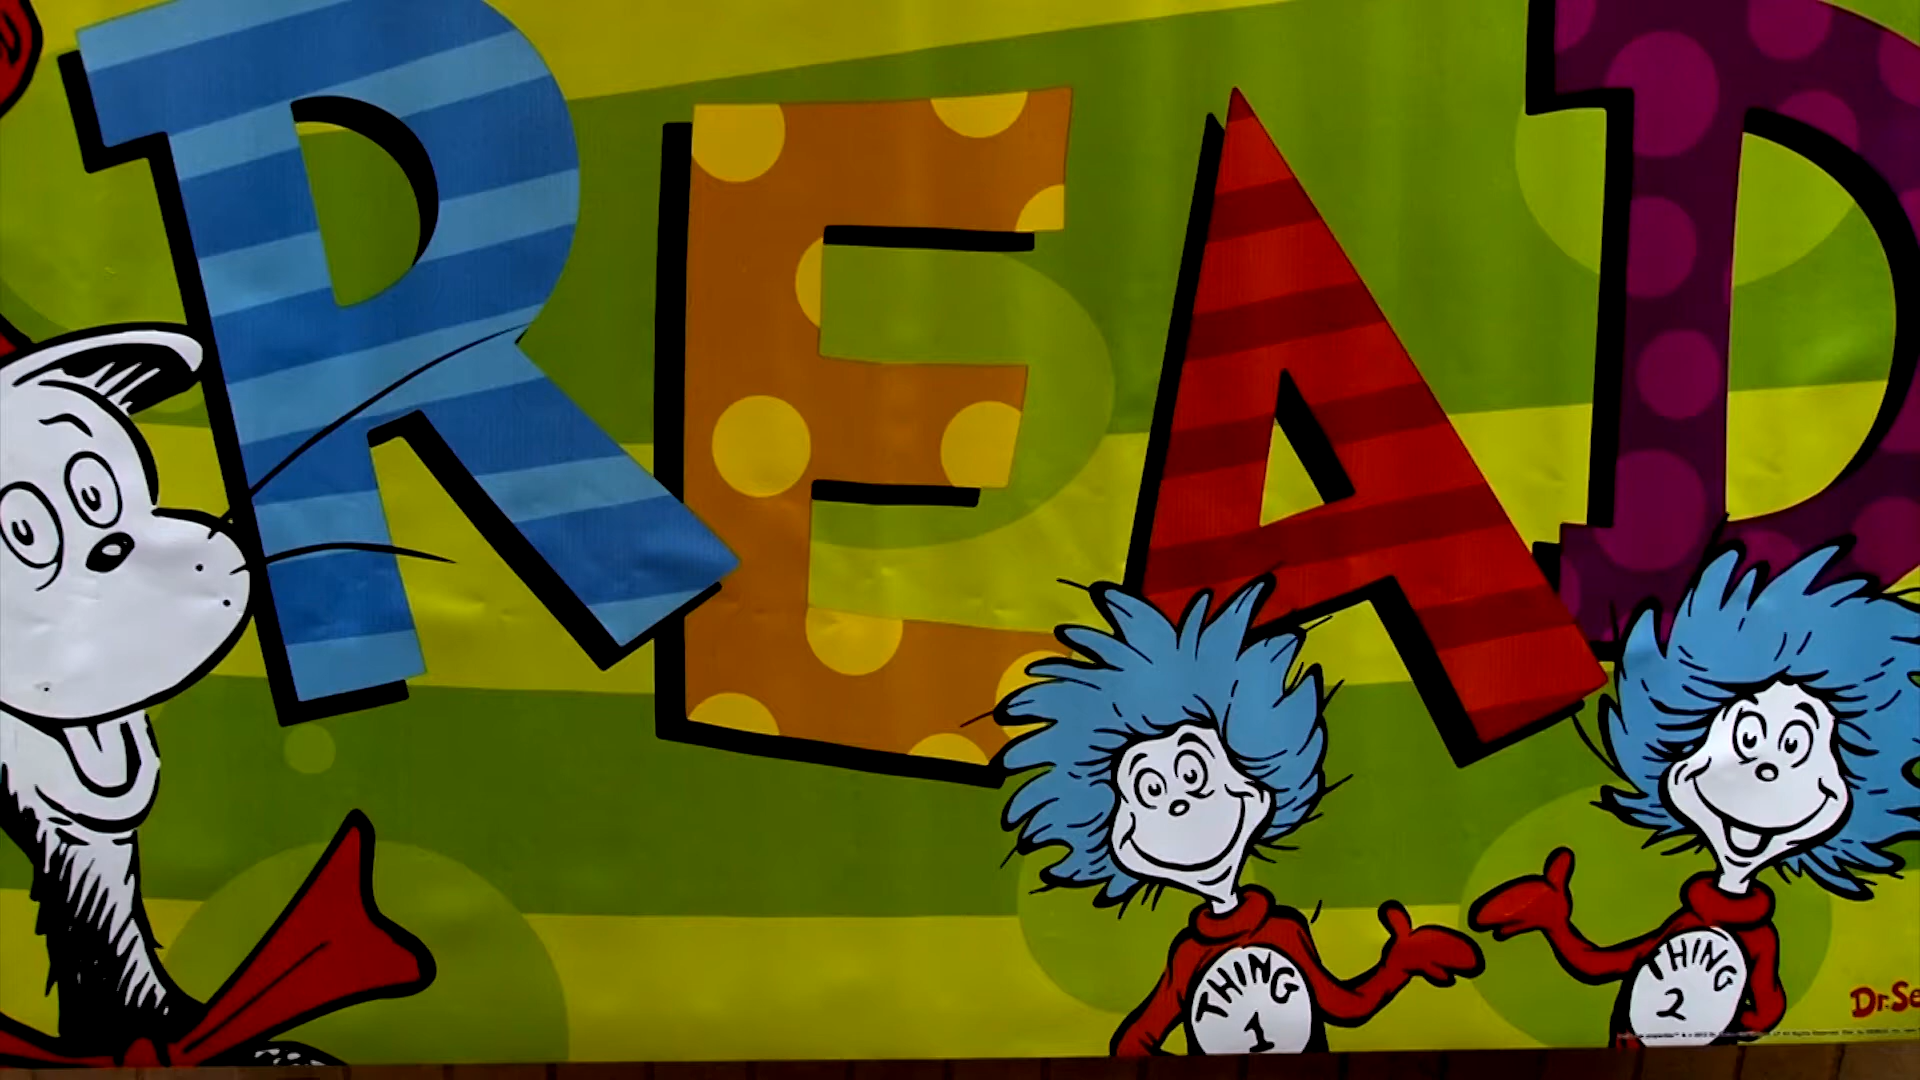 READ
THING
1
THING
2
Dr. Se